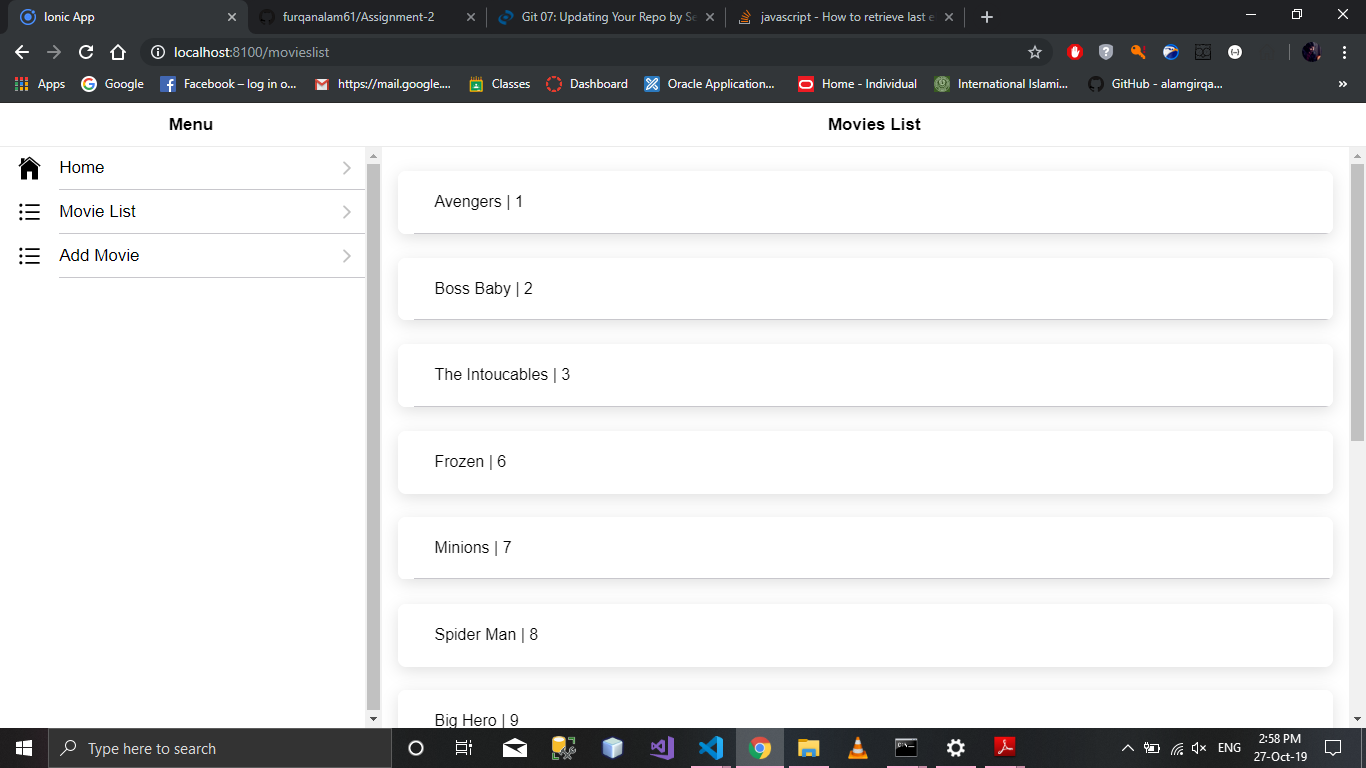 Ionic App
furqanalam61/Assignment-2
Git 07: Updating Your Repo by Se
javascript - How to retrieve last e
localhost:8100/movieslist
Apps
Google
Facebook – log in o...
https://mail.google....
Classes
Dashboard
Oracle Application...
Home - Individual
International Islami...
GitHub - alamgirqa...
»
Menu
Movies List
Home
Movie List
Add Movie
Avengers | 1
Boss Baby | 2
The Intoucables | 3
Frozen | 6
Minions | 7
Spider Man | 8
Big Hero | 9
Type here to search
ENG
2:58 PM
27-Oct-19